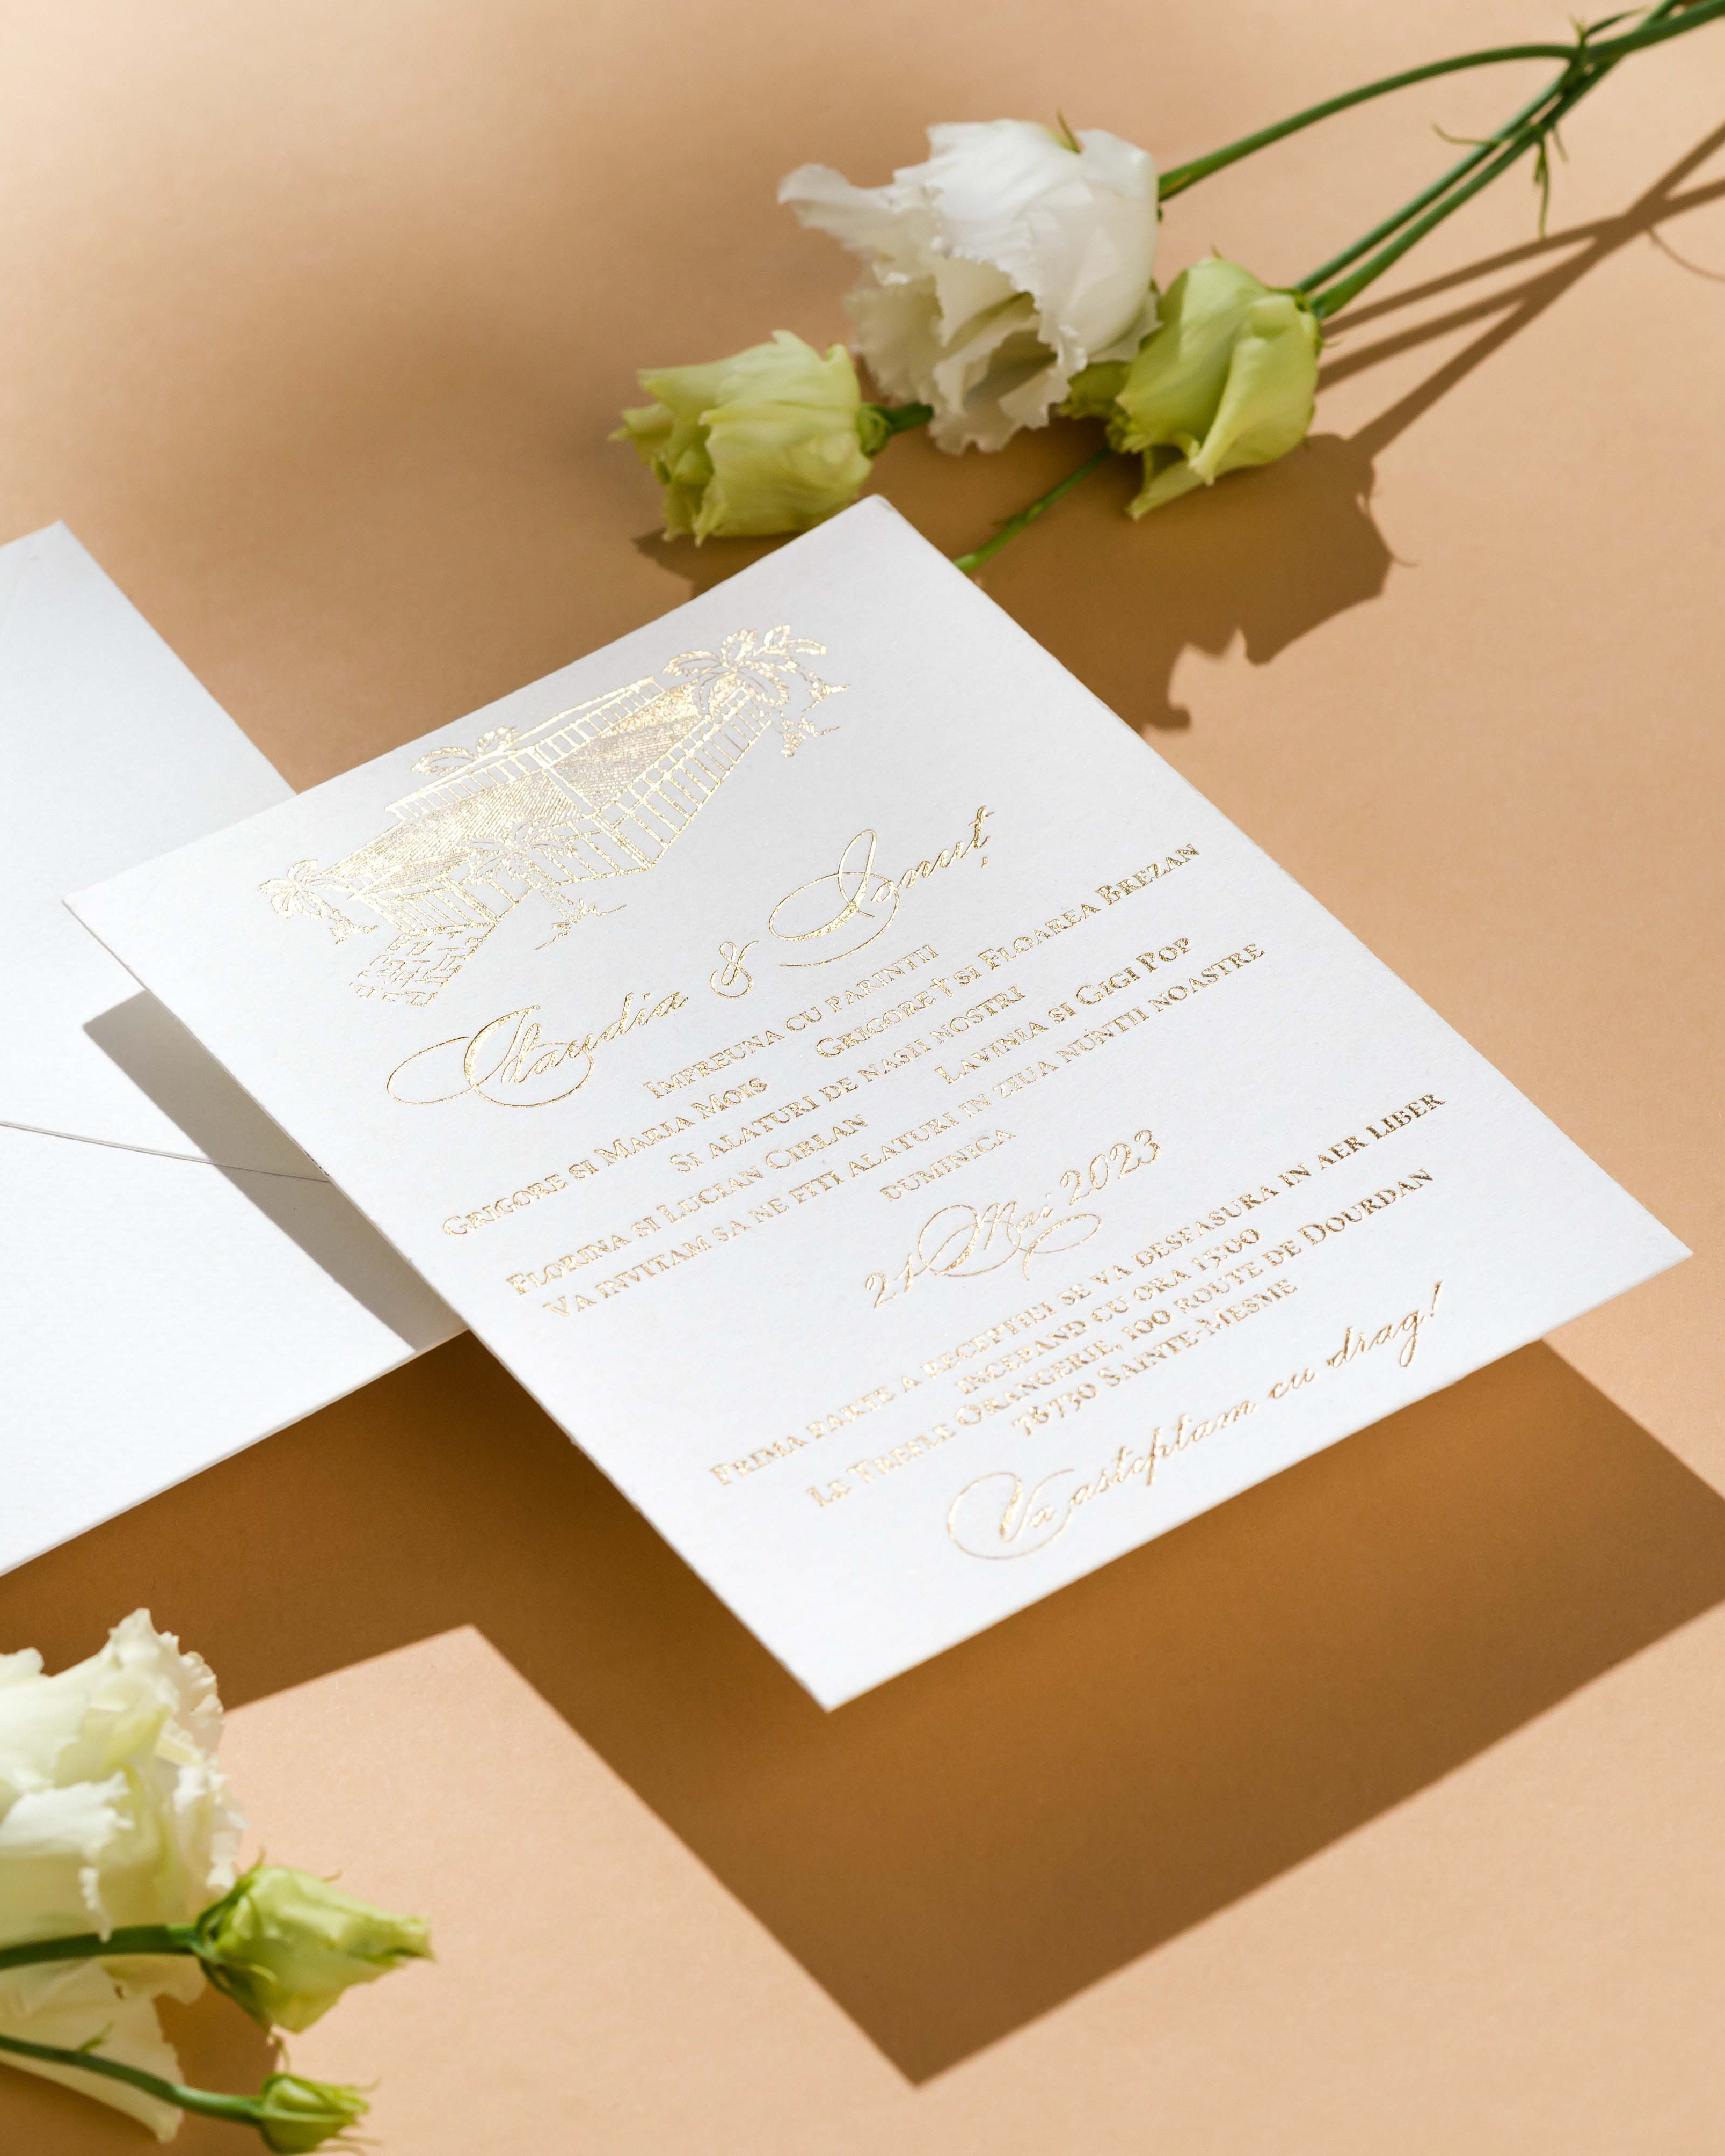 Claudia & Ionuț
Impreuna cu parintii
Grigore si Maria Mois Grigore † si Floarea Brezan
Si alaturi de nasii nostri
Florina si Lucian Cirlan Lavinia si Gigi Pop
Va invitam sa ne fiti alaturi in ziua nuntii noastre
duminica
21 Mai 2023
Prima parte a receptiei se va desfasura in aer liber
incepand cu ora 15:00
Le Trefle Orangerie, 100 route de Dourdan
78730 Sainte-Mesme
Va asteptam cu drag!